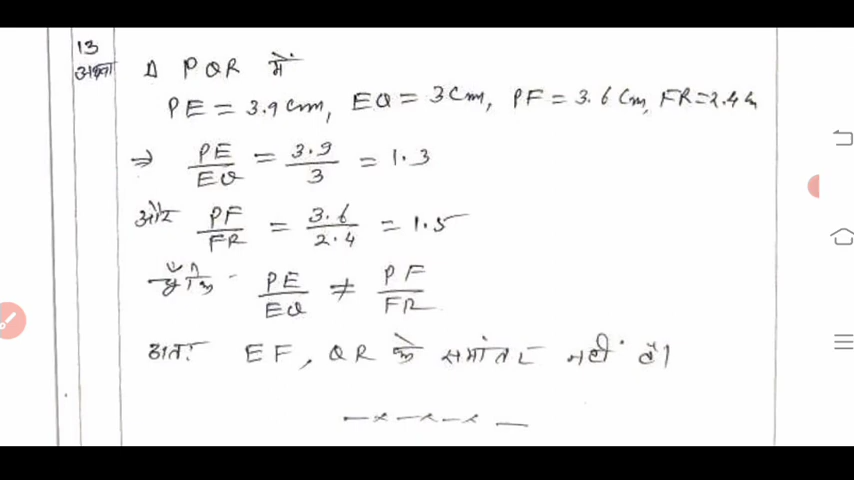 13
अथवा
Δ PQR में
PE = 3.9 cm, EQ = 3 cm, PF = 3.6 cm, FR = 2.4
⇒ PE/EQ = 3.9/3 = 1.3
और PF/FR = 3.6/2.4 = 1.5
चूँकि PE/EQ ≠ PF/FR
अतः EF, QR के समांतर नहीं है।